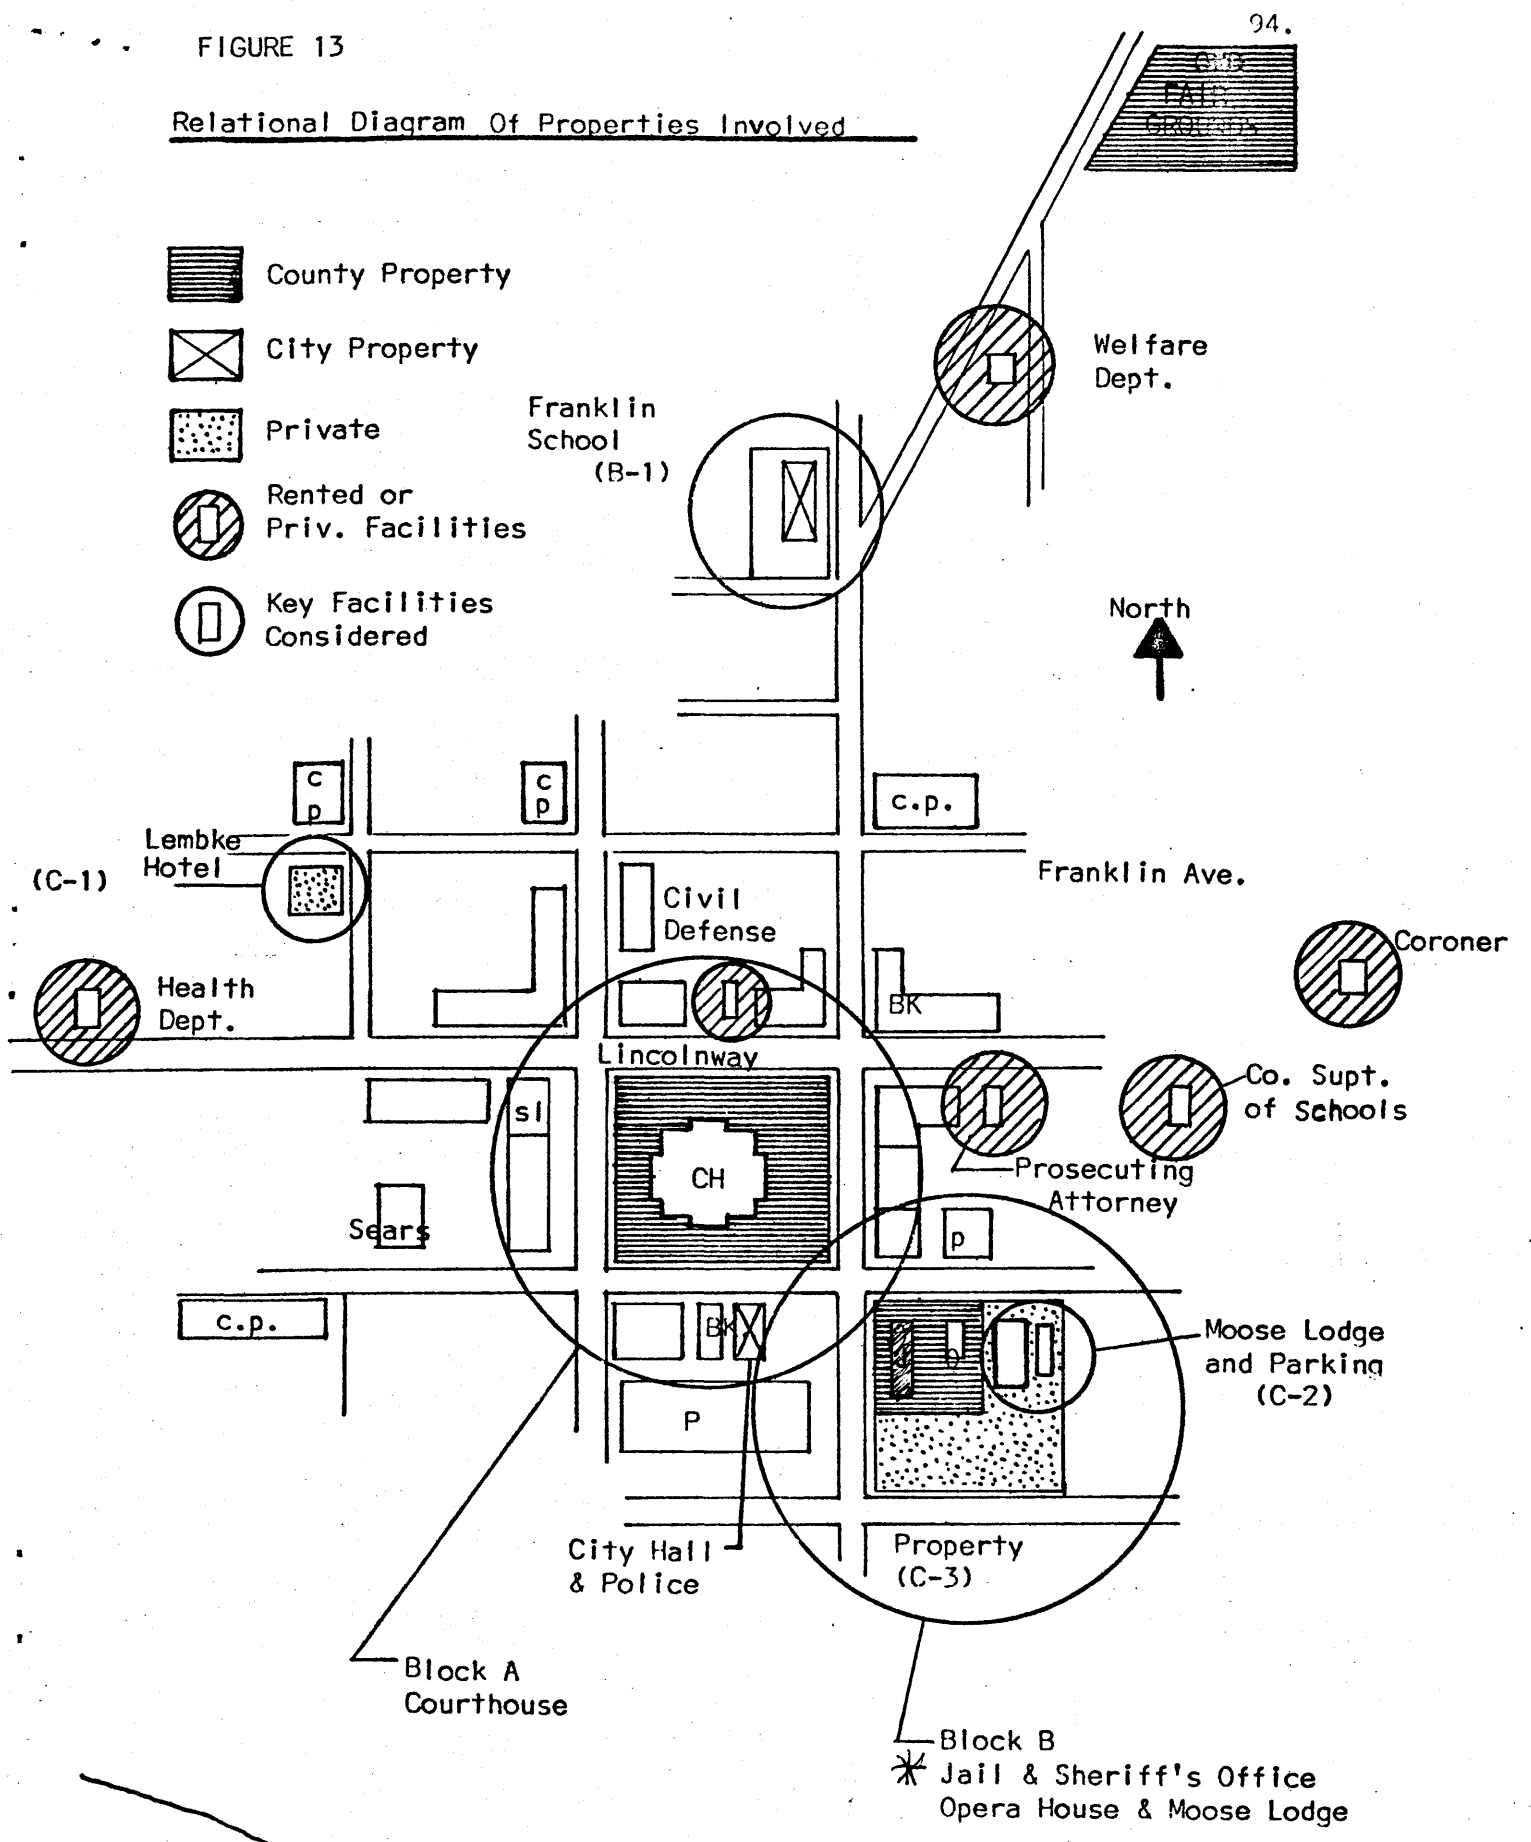 94.
FIGURE 13
Relational Diagram Of Properties Involved
FAIR
GROUNDS
County Property
City Property
Private
Rented or
Priv. Facilities
Key Facilities
Considered
Franklin
School
(B-1)
Welfare
Dept.
North
c
p
c
p
c.p.
Lembke
Hotel
(C-1)
Franklin Ave.
Civil
Defense
Coroner
Health
Dept.
BK
Lincolnway
sl
CH
Co. Supt.
of Schools
Prosecuting
Attorney
Sears
p
c.p.
BK
O
Moose Lodge
and Parking
(C-2)
P
City Hall
& Police
Property
(C-3)
Block A
Courthouse
Block B
Jail & Sheriff's Office
Opera House & Moose Lodge